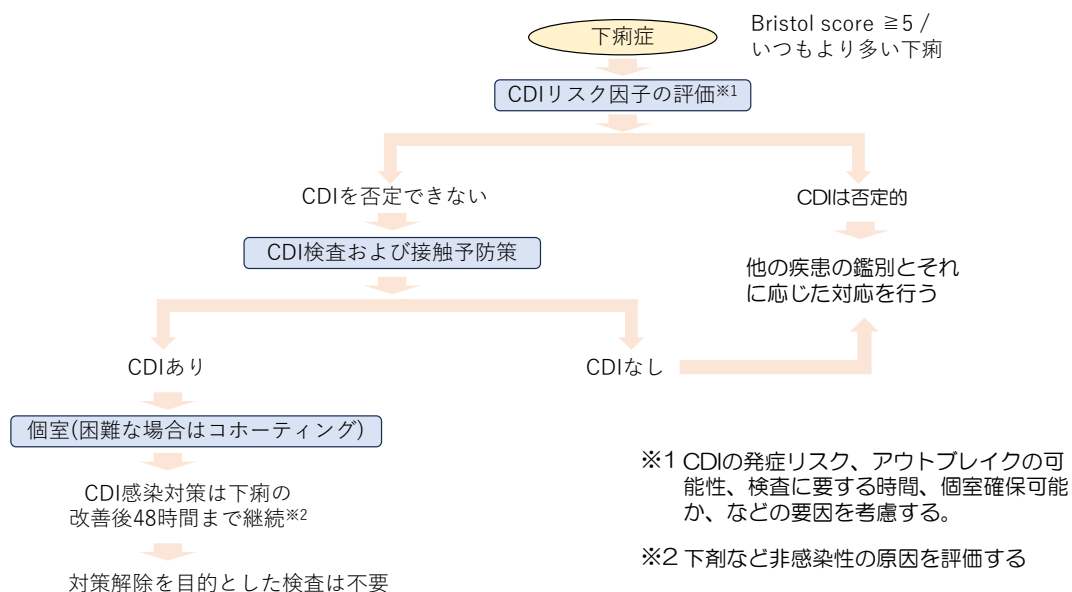 下痢症
Bristol score ≧5 /
いつもより多い下痢
CDIリスク因子の評価※1
CDIを否定できない
CDIは否定的
CDI検査および接触予防策
他の疾患の鑑別とそれ
に応じた対応を行う
CDIあり
CDIなし
個室(困難な場合はコホーティング)
CDI感染対策は下痢の
改善後48時間まで継続※2
対策解除を目的とした検査は不要
※1 CDIの発症リスク、アウトブレイクの可
能性、検査に要する時間、個室確保可能
か、などの要因を考慮する。
※2 下剤など非感染性の原因を評価する